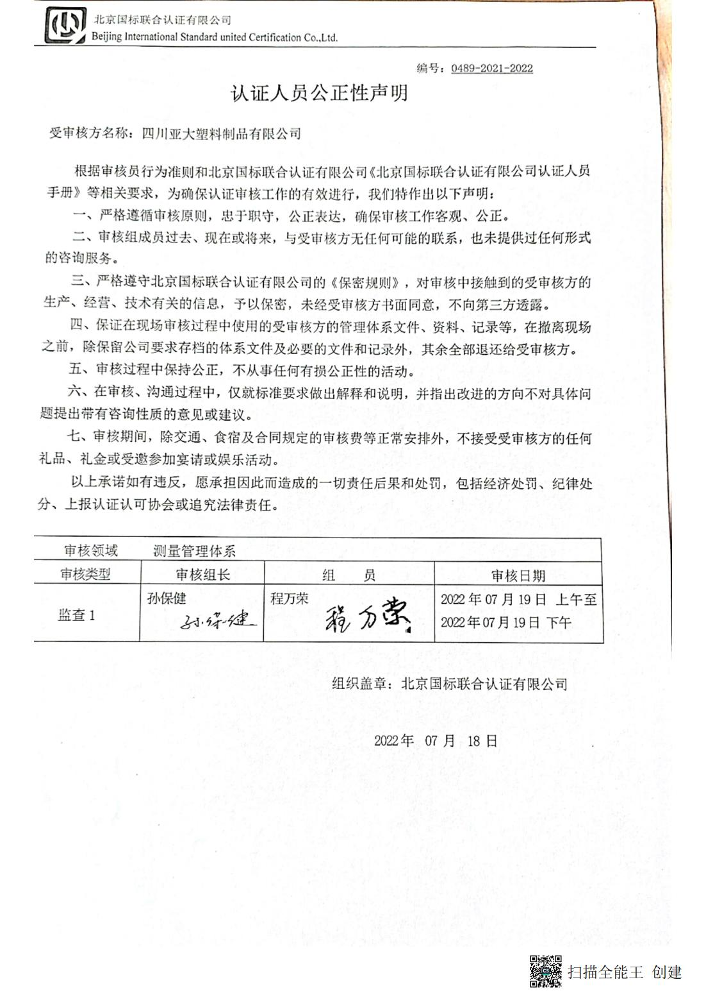 北京国标联合认证有限公司
Beijing International Standard united Certification Co.,Ltd.
编号：0489-2021-2022
认证人员公正性声明
受审核方名称：四川亚大塑料制品有限公司
根据审核员行为准则和北京国标联合认证有限公司《北京国标联合认证有限公司认证人员
手册》等相关要求，为确保认证审核工作的有效进行，我们特作出以下声明：
一、严格遵循审核原则，忠于职守，公正表达，确保审核工作客观、公正。
二、审核组成员过去、现在或将来，与受审核方无任何可能的联系，也未提供过任何形式
的咨询服务。
三、严格遵守北京国标联合认证有限公司的《保密规则》，对审核中接触到的受审核方的
生产、经营、技术有关的信息，予以保密，未经受审核方书面同意，不向第三方透露。
四、保证在现场审核过程中使用的受审核方的管理体系文件、资料、记录等，在撤离现场
之前，除保留公司要求存档的体系文件及必要的文件和记录外，其余全部退还给受审核方。
五、审核过程中保持公正，不从事任何有损公正性的活动。
六、在审核、沟通过程中，仅就标准要求做出解释和说明，并指出改进的方向不对具体问
题提出带有咨询性质的意见或建议。
七、审核期间，除交通、食宿及合同规定的审核费等正常安排外，不接受受审核方的任何
礼品、礼金或受邀参加宴请或娱乐活动。
以上承诺如有违反，愿承担因此而造成的一切责任后果和处罚，包括经济处罚、纪律处
分、上报认证认可协会或追究法律责任。
审核领域 测量管理体系
审核类型 审核组长 组 员 审核日期
孙保健 程万荣 2022年07月19日 上午至
监查1 孙保健 程万荣 2022年07月19日 下午
组织盖章：北京国标联合认证有限公司
2022年 07月 18日
扫描全能王 创建